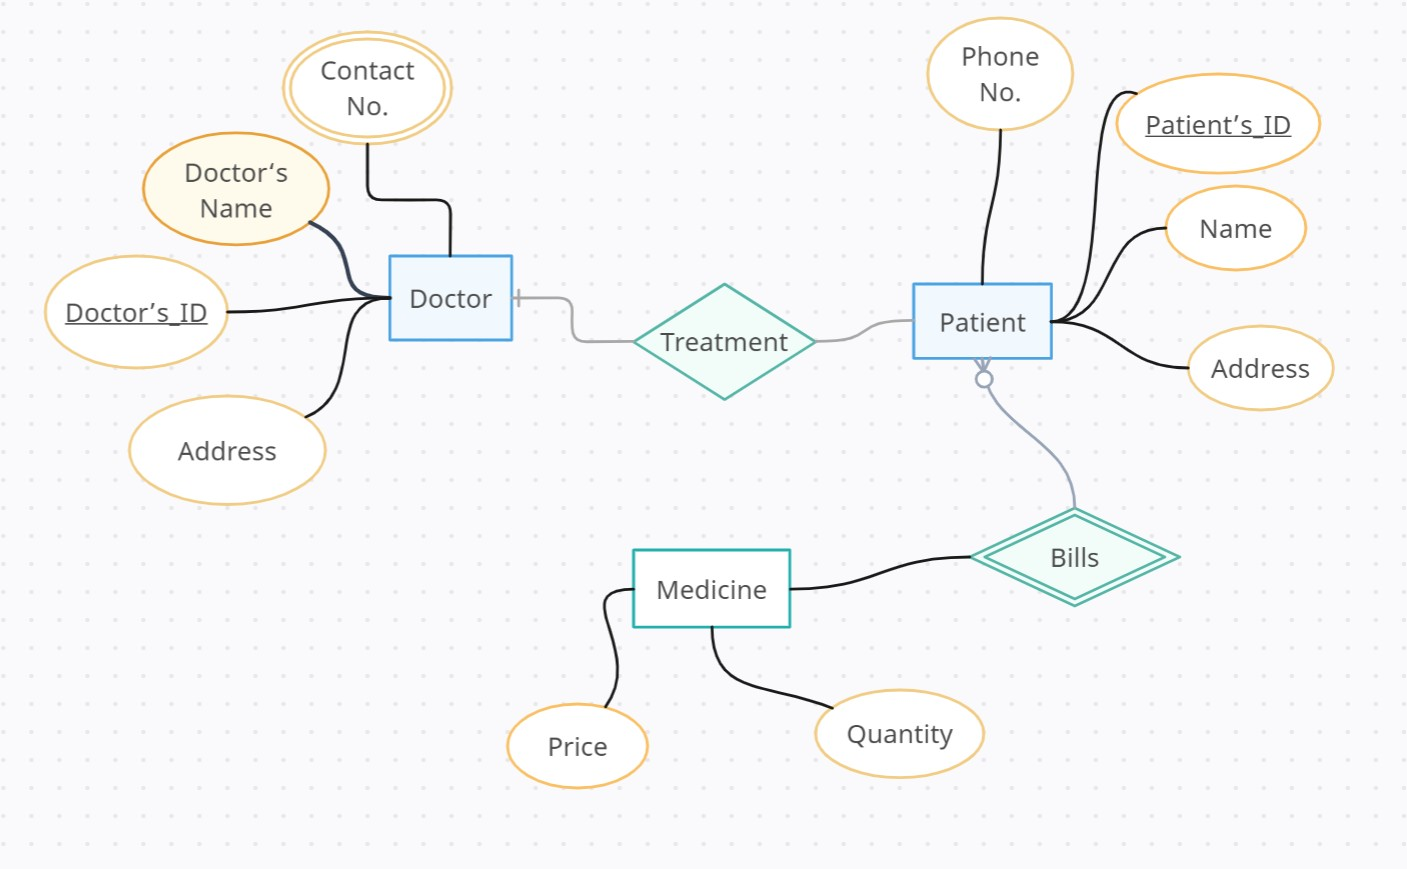 Contact
No.
Phone
No.
Patient’s_ID
Doctor‘s
Name
Name
Doctor’s_ID
Doctor
Treatment
Patient
Address
Address
Bills
Medicine
Price
Quantity